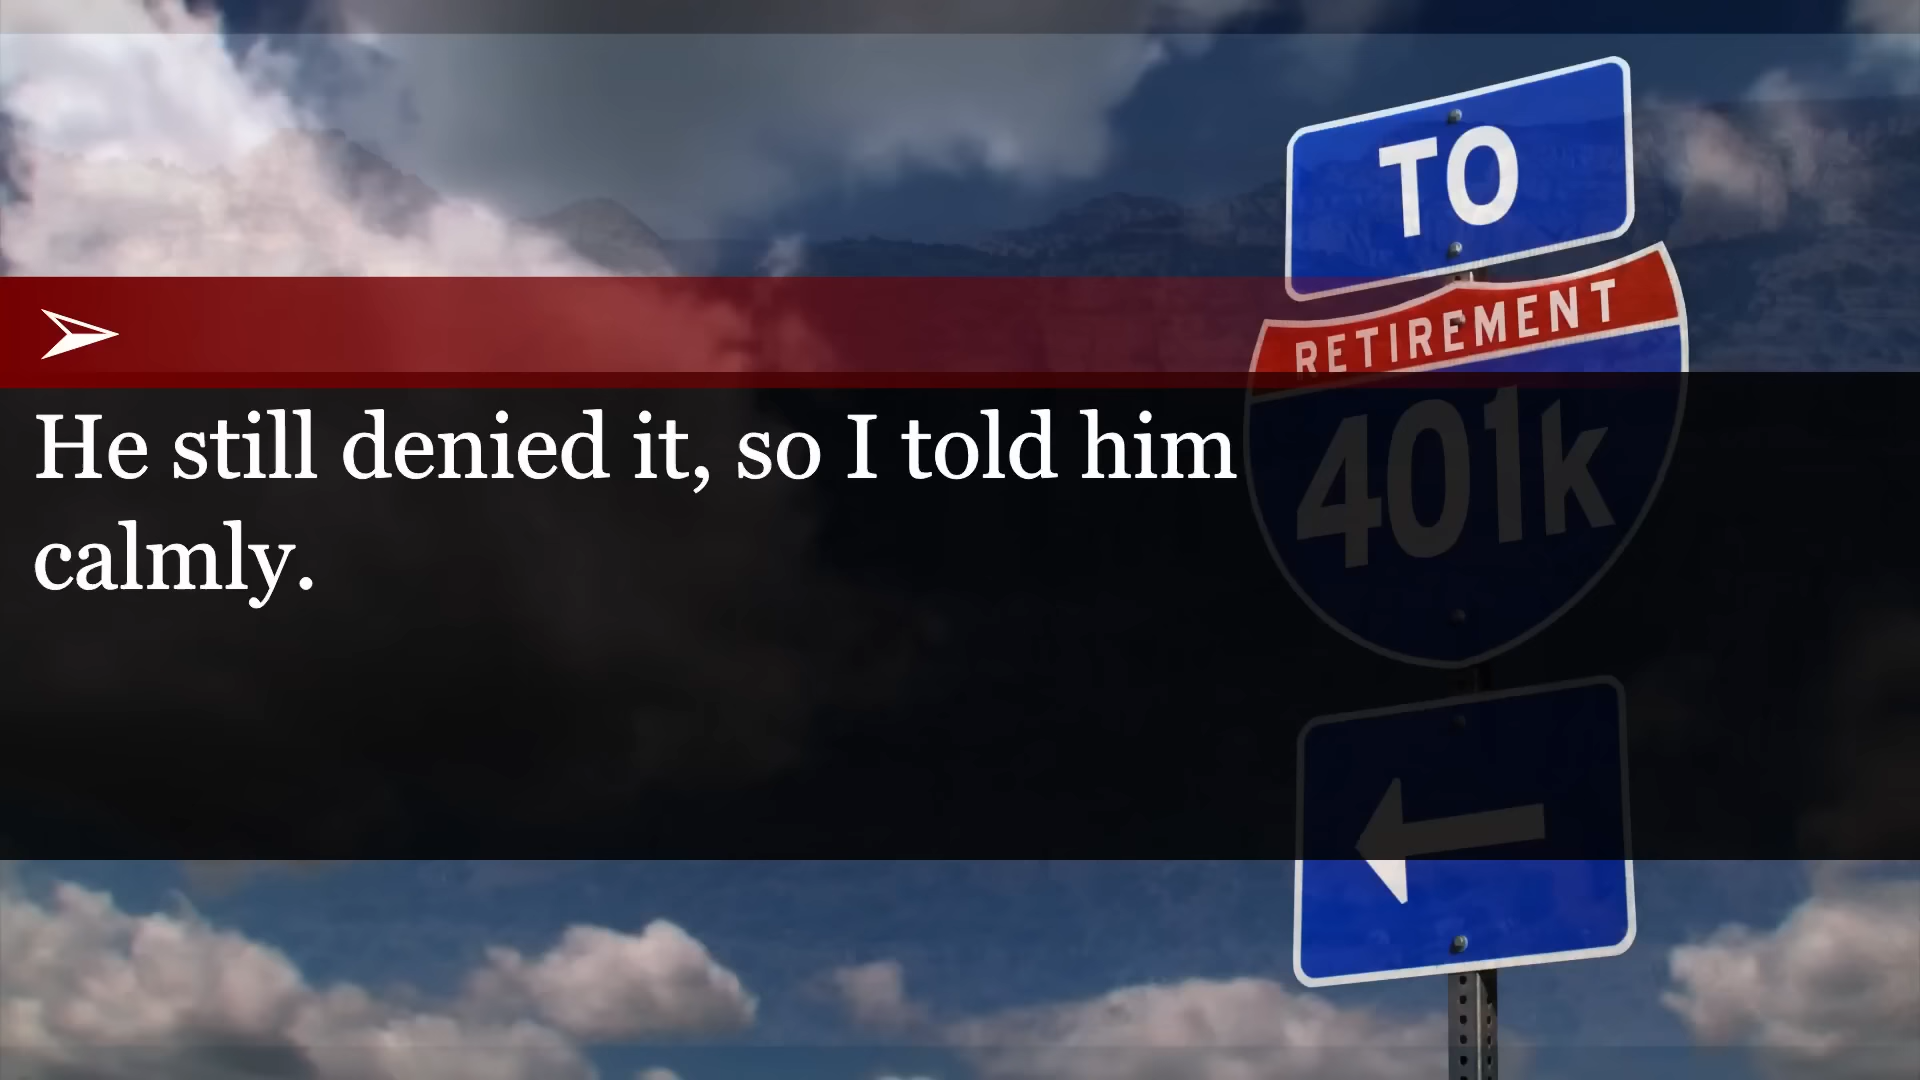 TO
RETIREMENT
401k
He still denied it, so I told him
calmly.